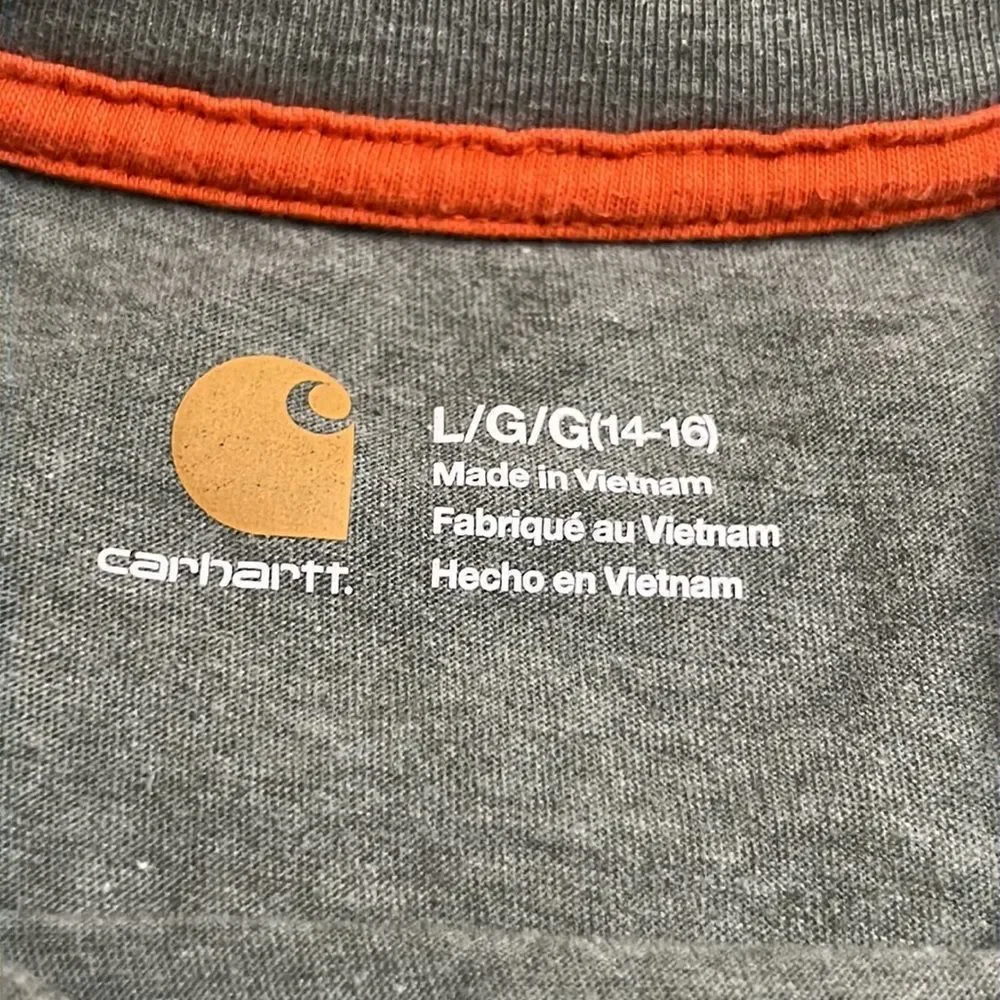 carhartt.
L/G/G(14-16)
Made in Vietnam
Fabriqué au Vietnam
Hecho en Vietnam